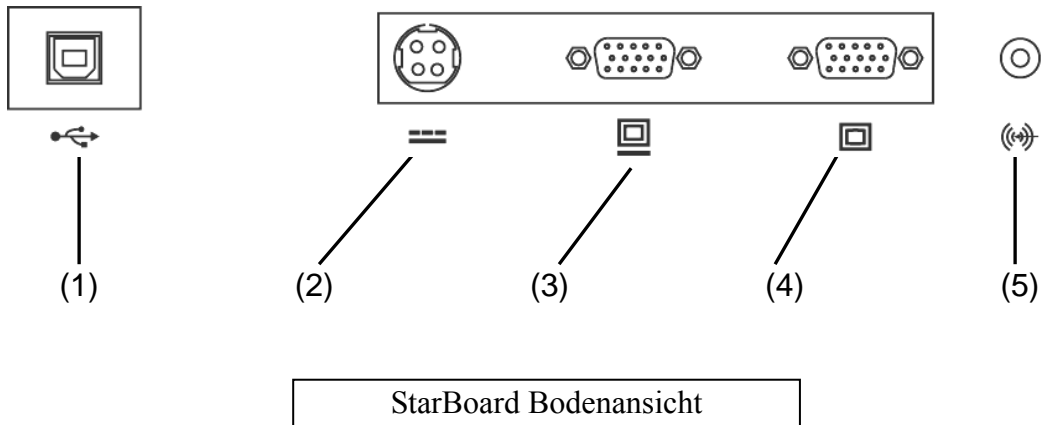 (1) (2) (3) (4) (5)
StarBoard Bodenansicht